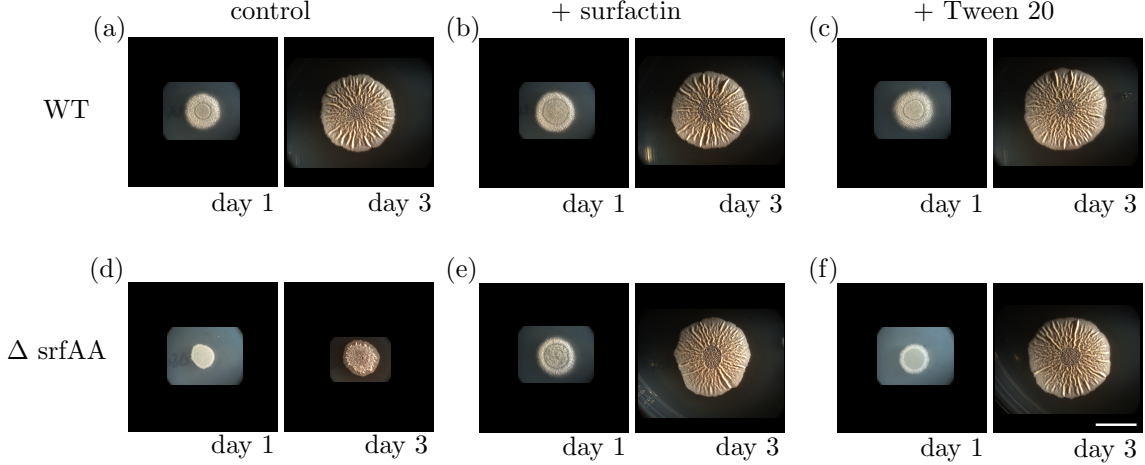 control + surfactin + Tween 20
(a) (b) (c)
WT
day 1 day 3 day 1 day 3 day 1 day 3
(d) (e) (f)
Δ srfAA
day 1 day 3 day 1 day 3 day 1 day 3